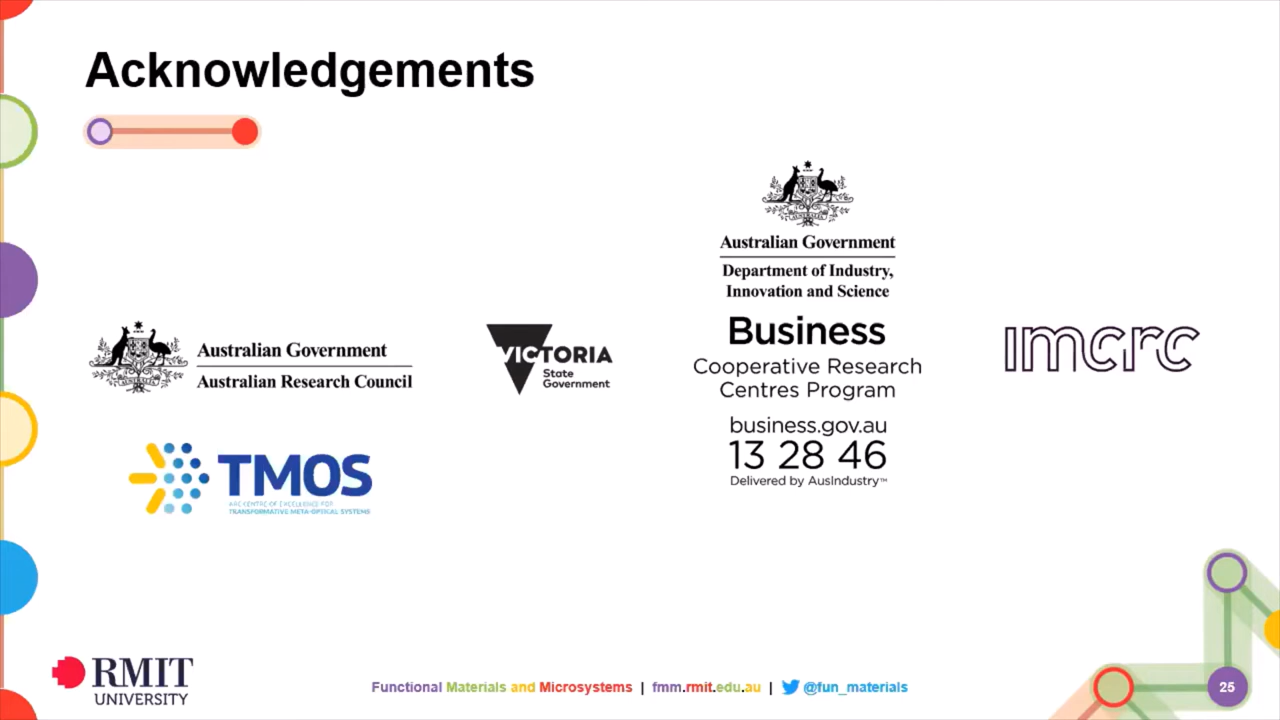 Acknowledgements
Australian Government
Australian Research Council
TMOS
ARC CENTRE OF EXCELLENCE FOR
TRANSFORMATIVE META-OPTICAL SYSTEMS
VICTORIA
State
Government
Australian Government
Department of Industry,
Innovation and Science
Business
Cooperative Research
Centres Program
business.gov.au
13 28 46
Delivered by AusIndustry™
imcrc
RMIT
UNIVERSITY
Functional Materials and Microsystems | fmm.rmit.edu.au | @fun_materials
25